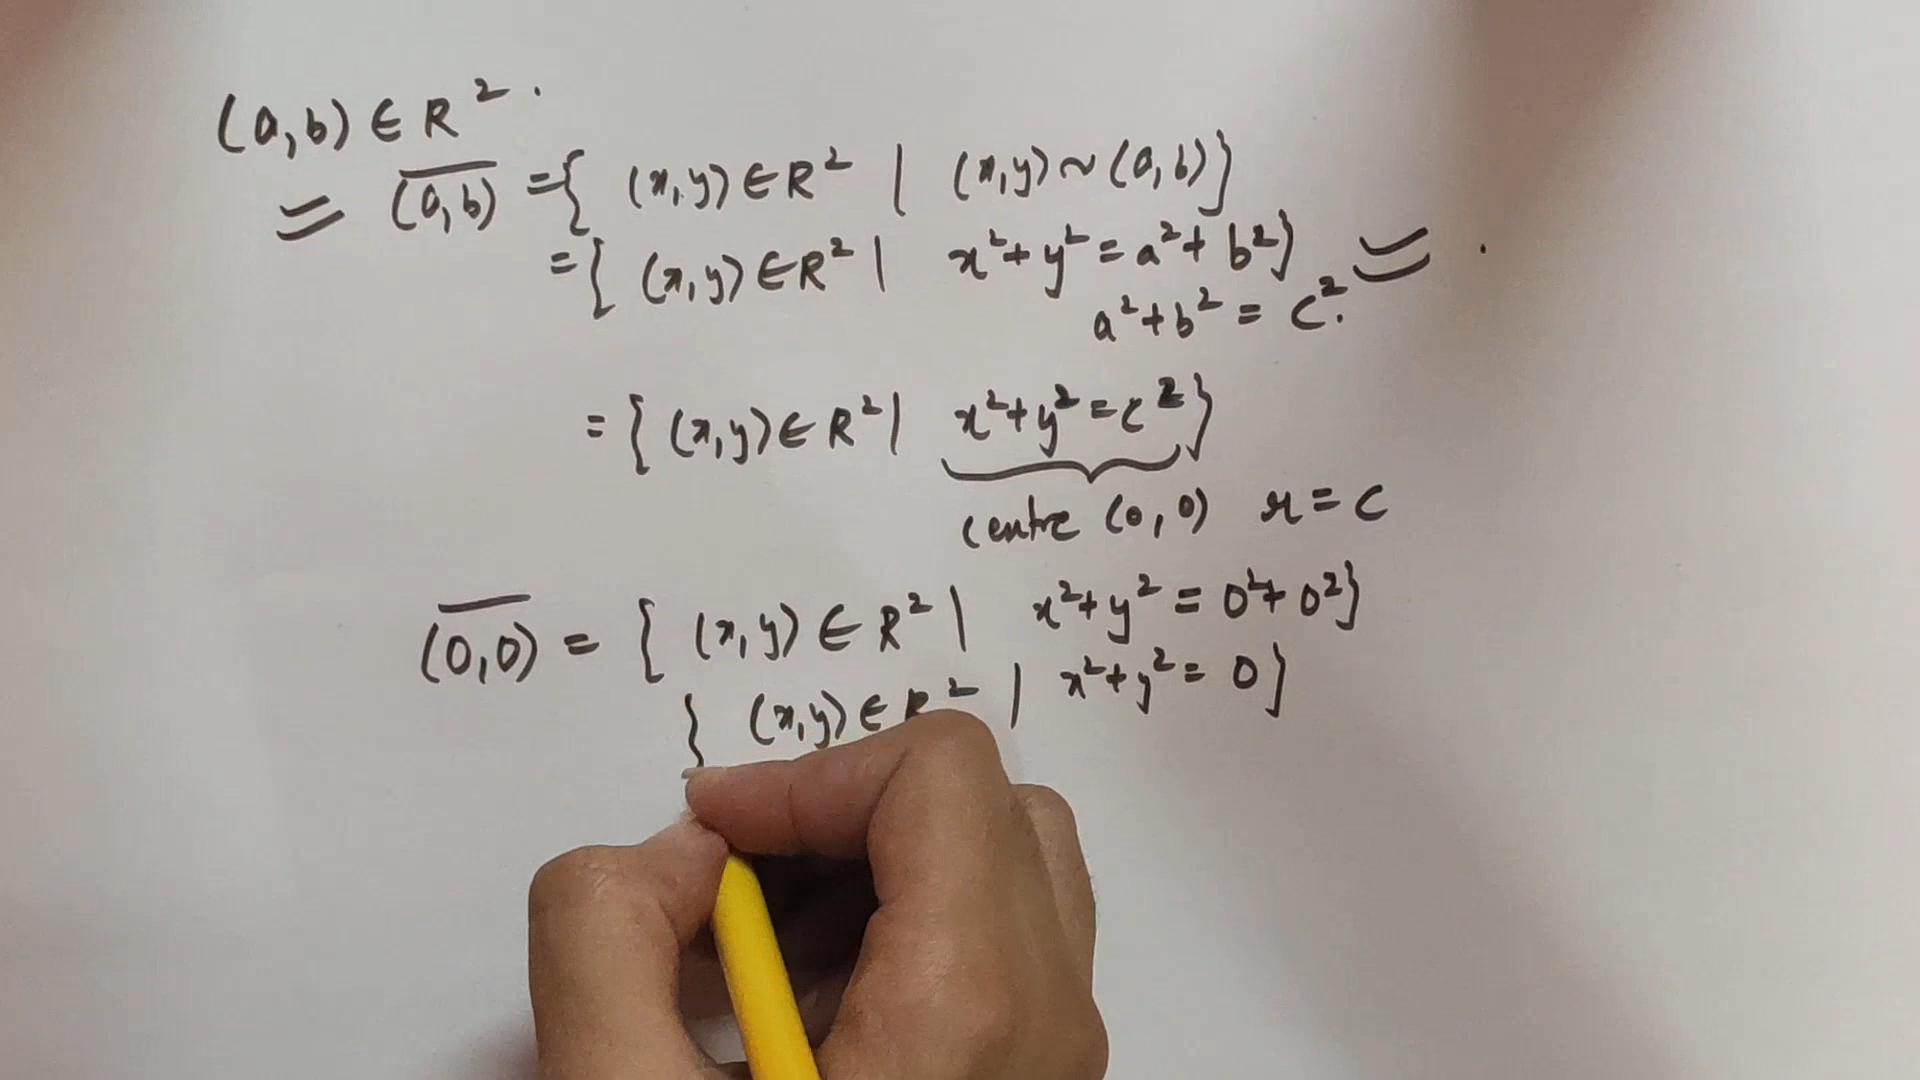 (a,b) ∈ R² .
(a,b)‾ = { (x,y) ∈ R² | (x,y) ~ (a,b) }
= { (x,y) ∈ R² | x² + y² = a² + b² } .
a² + b² = c² .
= { (x,y) ∈ R² | x² + y² = c² }
centre (0,0) r = c
(0,0)‾ = { (x,y) ∈ R² | x² + y² = 0² + 0² }
{ (x,y) ∈ R² | x² + y² = 0 }